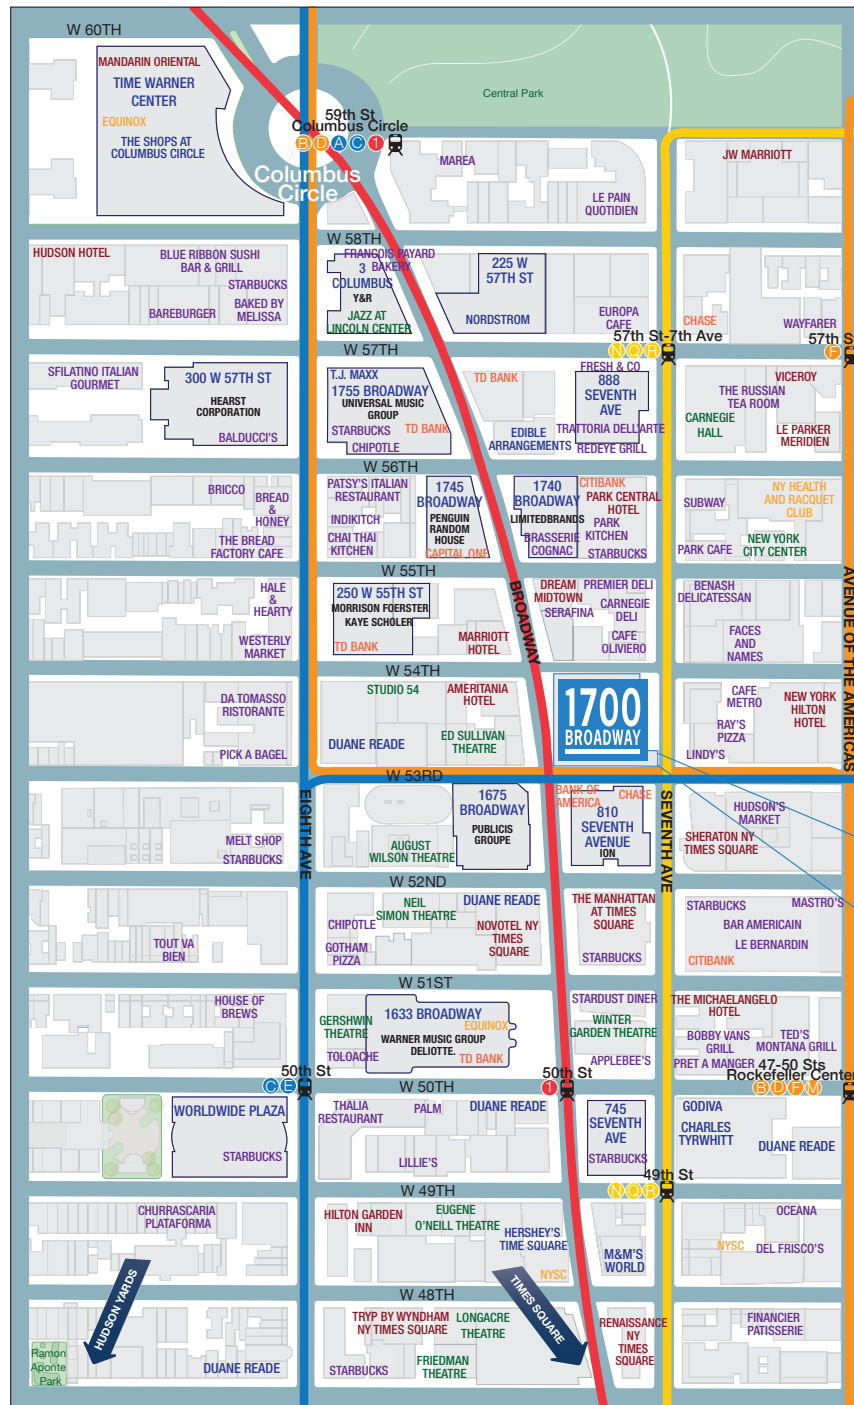 W 60TH
MANDARIN ORIENTAL
TIME WARNER
CENTER
EQUINOX
THE SHOPS AT
COLUMBUS CIRCLE
Central Park
59th St
Columbus Circle
B D A C 1
Columbus
Circle
MAREA
LE PAIN
QUOTIDIEN
JW MARRIOTT
W 58TH
HUDSON HOTEL
BLUE RIBBON SUSHI
BAR & GRILL
STARBUCKS
BAREBURGER
BAKED BY
MELISSA
FRANCOIS PAYARD
BAKERY
3
COLUMBUS
Y&R
JAZZ AT
LINCOLN CENTER
225 W
57TH ST
NORDSTROM
EUROPA
CAFE
CHASE
WAYFARER
57th St-7th Ave
N Q R
57th S
F
W 57TH
SFILATINO ITALIAN
GOURMET
300 W 57TH ST
HEARST
CORPORATION
BALDUCCI'S
T.J. MAXX
1755 BROADWAY
UNIVERSAL MUSIC
GROUP
STARBUCKS
TD BANK
CHIPOTLE
TD BANK
EDIBLE
ARRANGEMENTS
FRESH & CO
888
SEVENTH
AVE
TRATTORIA DELL'ARTE
REDEYE GRILL
VICEROY
THE RUSSIAN
TEA ROOM
CARNEGIE
HALL
LE PARKER
MERIDIEN
W 56TH
BRICCO
BREAD
&
HONEY
THE BREAD
FACTORY CAFE
PATSY'S ITALIAN
RESTAURANT
INDIKITCH
CHAI THAI
KITCHEN
1745
BROADWAY
PENGUIN
RANDOM
HOUSE
CAPITAL ONE
1740
BROADWAY
LIMITEDBRANDS
BRASSERIE
COGNAC
CITIBANK
PARK CENTRAL
HOTEL
PARK
KITCHEN
STARBUCKS
SUBWAY
NY HEALTH
AND RACQUET
CLUB
PARK CAFE
NEW YORK
CITY CENTER
W 55TH
HALE
&
HEARTY
WESTERLY
MARKET
250 W 55TH ST
MORRISON FOERSTER
KAYE SCHOLER
TD BANK
MARRIOTT
HOTEL
BROADWAY
DREAM
MIDTOWN
PREMIER DELI
SERAFINA
CARNEGIE
DELI
CAFE
OLIVIERO
BENASH
DELICATESSAN
FACES
AND
NAMES
AVENUE OF THE AMERICAS
W 54TH
DA TOMASSO
RISTORANTE
PICK A BAGEL
STUDIO 54
AMERITANIA
HOTEL
DUANE READE
ED SULLIVAN
THEATRE
1700
BROADWAY
CAFE
METRO
RAY'S
PIZZA
LINDY'S
NEW YORK
HILTON
HOTEL
W 53RD
EIGHTH AVE
MELT SHOP
STARBUCKS
AUGUST
WILSON THEATRE
1675
BROADWAY
PUBLICIS
GROUPE
BANK OF
AMERICA
CHASE
810
SEVENTH
AVENUE
ION
SEVENTH AVE
HUDSON'S
MARKET
SHERATON NY
TIMES SQUARE
W 52ND
TOUT VA
BIEN
CHIPOTLE
NEIL
SIMON THEATRE
DUANE READE
GOTHAM
PIZZA
NOVOTEL NY
TIMES
SQUARE
THE MANHATTAN
AT TIMES
SQUARE
STARBUCKS
STARBUCKS
MASTRO'S
BAR AMERICAIN
LE BERNARDIN
CITIBANK
W 51ST
HOUSE OF
BREWS
GERSHWIN
THEATRE
TOLOACHE
1633 BROADWAY
EQUINOX
WARNER MUSIC GROUP
DELIOTTE.
TD BANK
STARDUST DINER
WINTER
GARDEN THEATRE
APPLEBEE'S
THE MICHAELANGELO
HOTEL
BOBBY VANS
GRILL
TED'S
MONTANA GRILL
PRET A MANGER
47-50 Sts
Rockefeller Center
B D F M
50th St
C E
50th St
1
W 50TH
WORLDWIDE PLAZA
STARBUCKS
THALIA
RESTAURANT
PALM
DUANE READE
LILLIE'S
745
SEVENTH
AVE
STARBUCKS
GODIVA
CHARLES
TYRWHITT
DUANE READE
49th St
N Q R
W 49TH
CHURRASCARIA
PLATAFORMA
HILTON GARDEN
INN
EUGENE
O'NEILL THEATRE
HERSHEY'S
TIME SQUARE
NYSC
M&M'S
WORLD
OCEANA
NYSC
DEL FRISCO'S
HUDSON YARDS
TIMES SQUARE
W 48TH
Ramon
Aponte
Park
DUANE READE
TRYP BY WYNDHAM
NY TIMES SQUARE
LONGACRE
THEATRE
STARBUCKS
FRIEDMAN
THEATRE
RENAISSANCE
NY
TIMES
SQUARE
FINANCIER
PATISSERIE